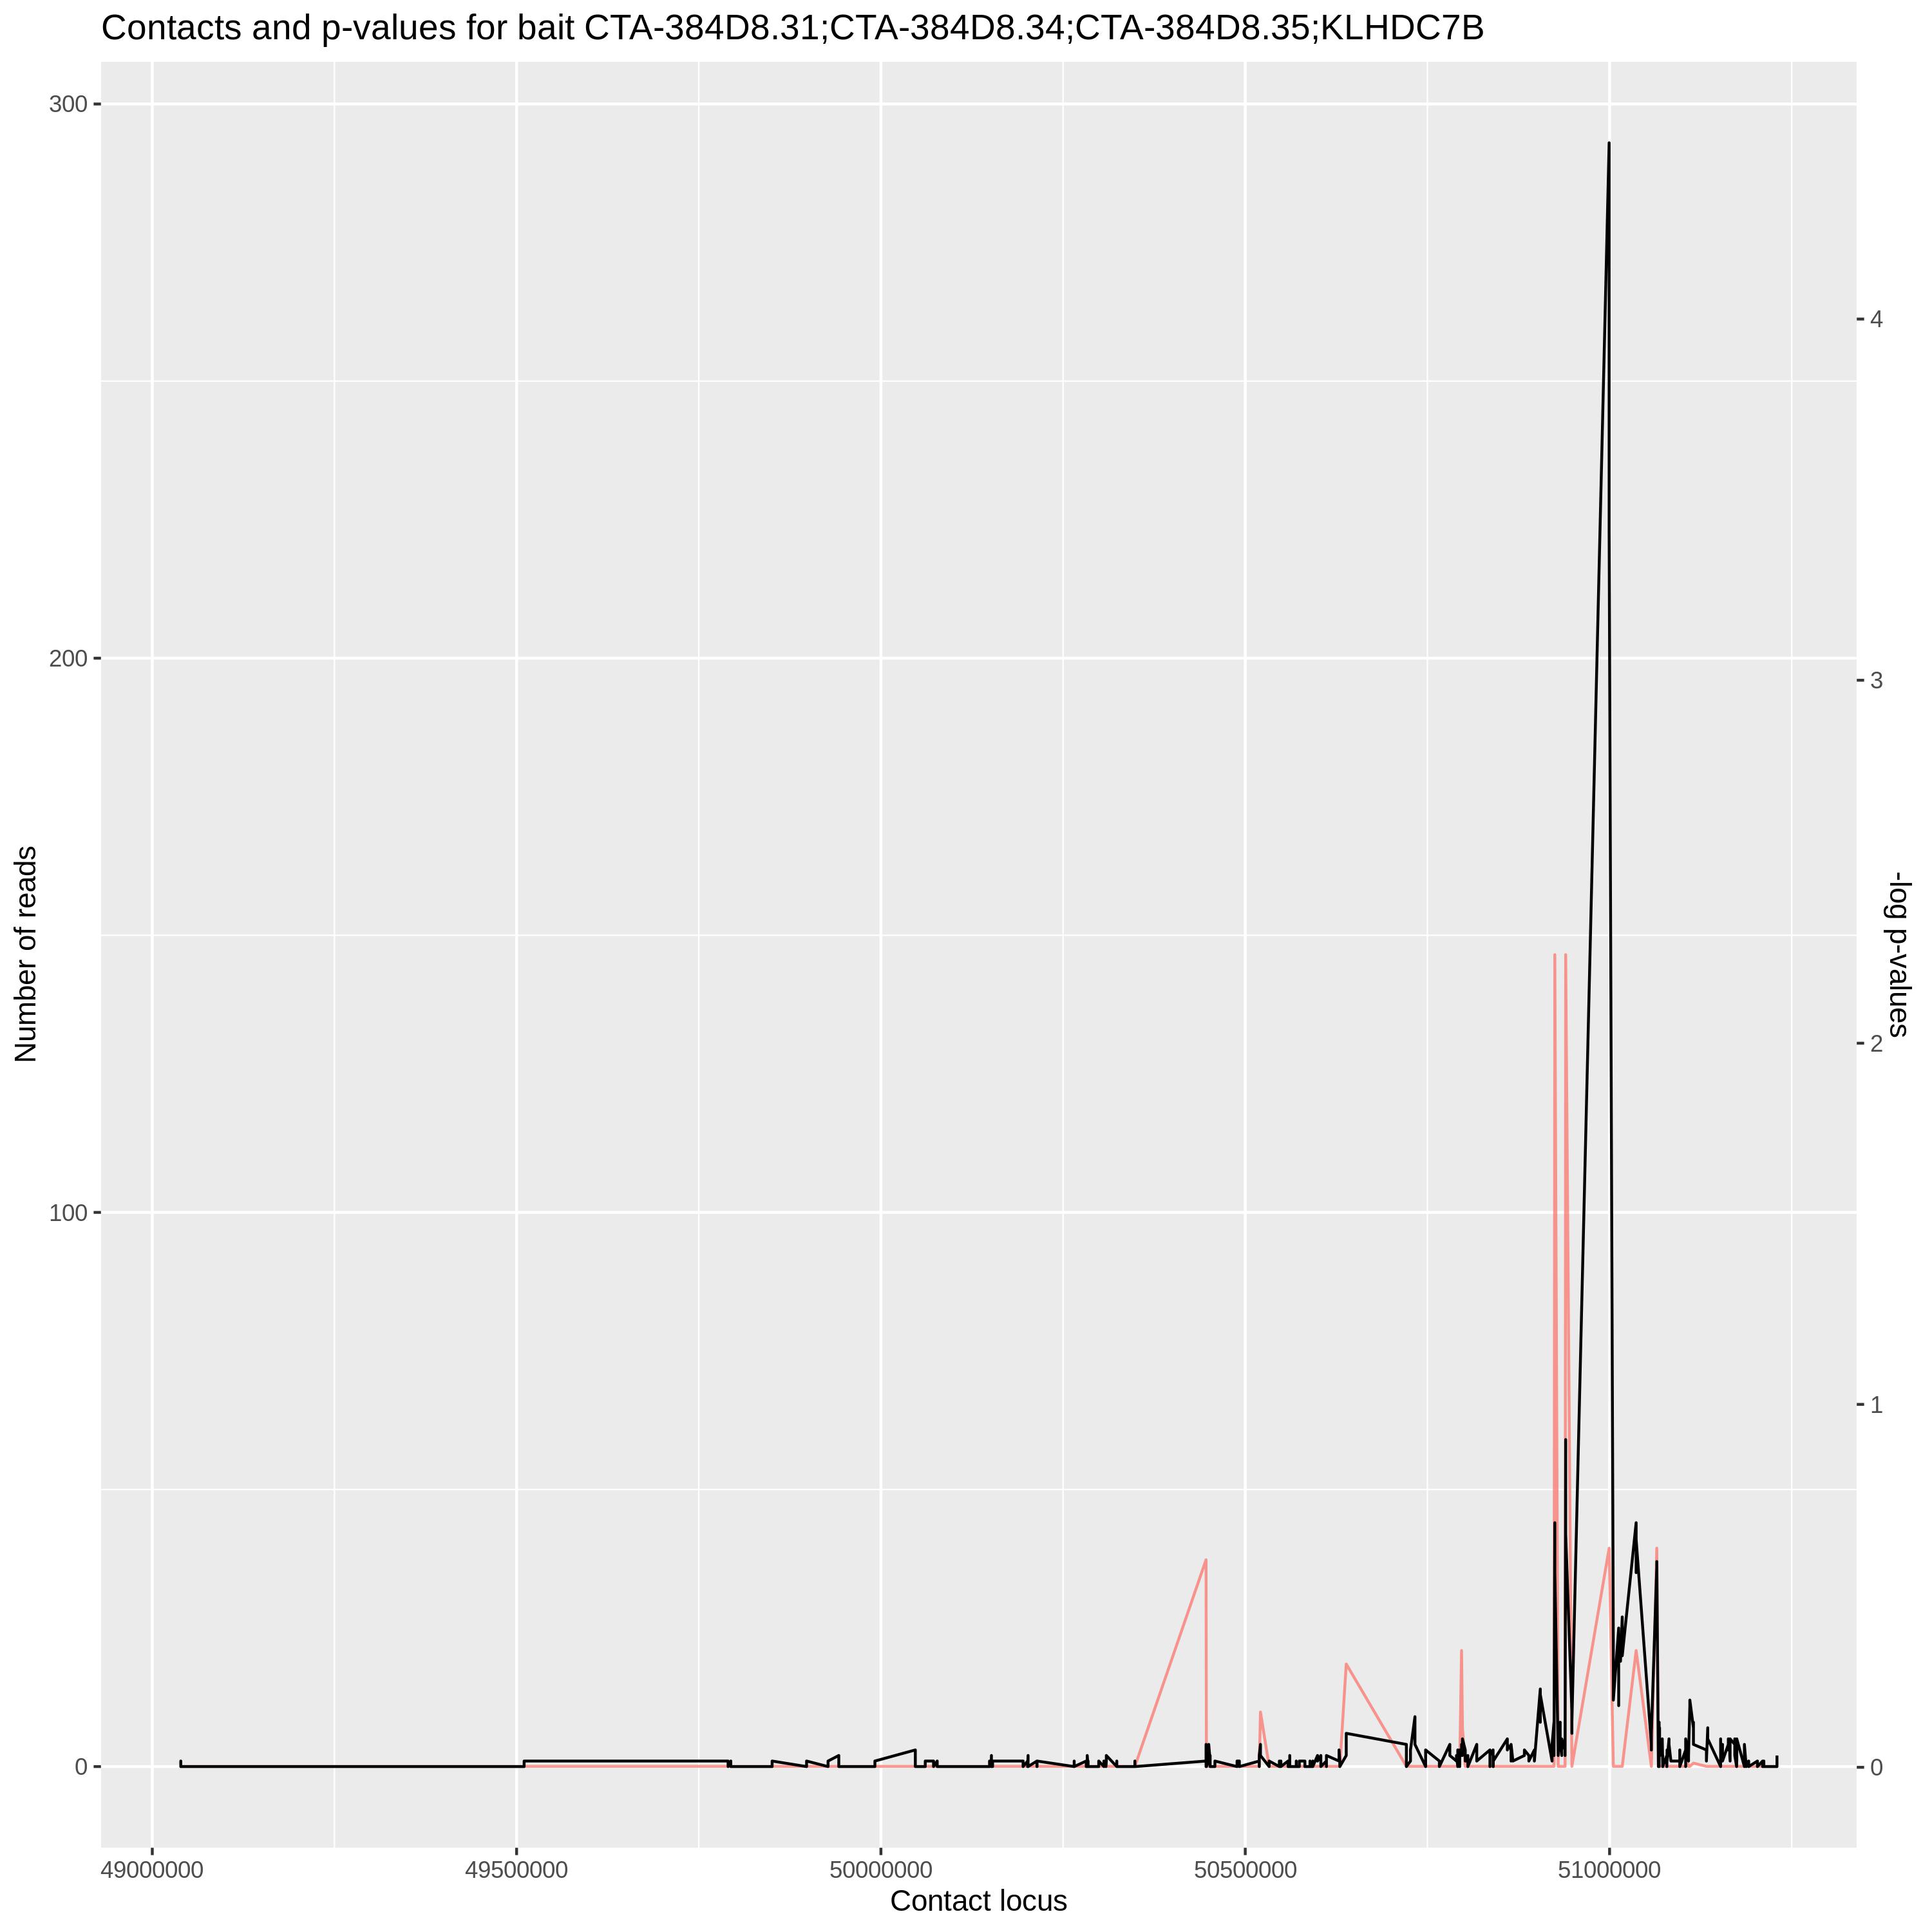 Contacts and p-values for bait CTA-384D8.31;CTA-384D8.34;CTA-384D8.35;KLHDC7B
300
200
100
0
Number of reads
4
3
2
1
0
-log p-values
49000000 49500000 50000000 50500000 51000000
Contact locus